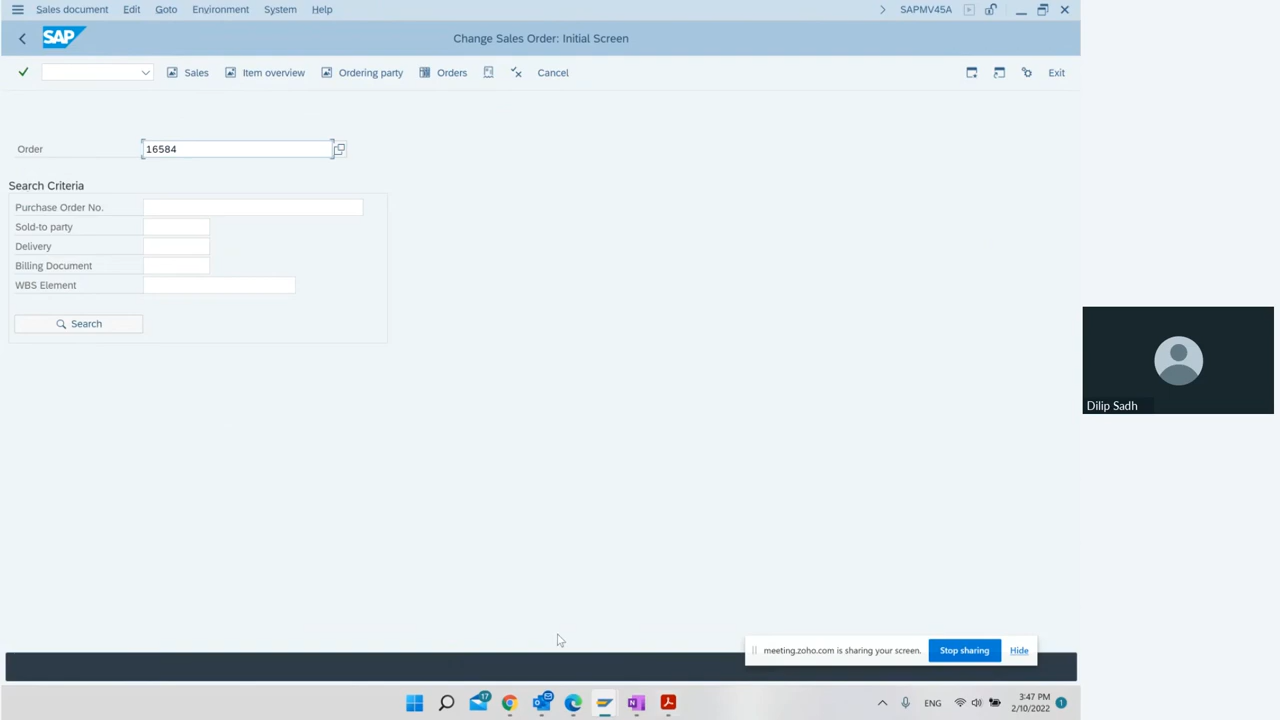 Sales document Edit Goto Environment System Help SAPMV45A
SAP Change Sales Order: Initial Screen
Sales Item overview Ordering party Orders Cancel Exit
Order 16584
Search Criteria
Purchase Order No.
Sold-to party
Delivery
Billing Document
WBS Element
Search
Dilip Sadh
meeting.zoho.com is sharing your screen. Stop sharing Hide
17 N ENG 3:47 PM 1
2/10/2022